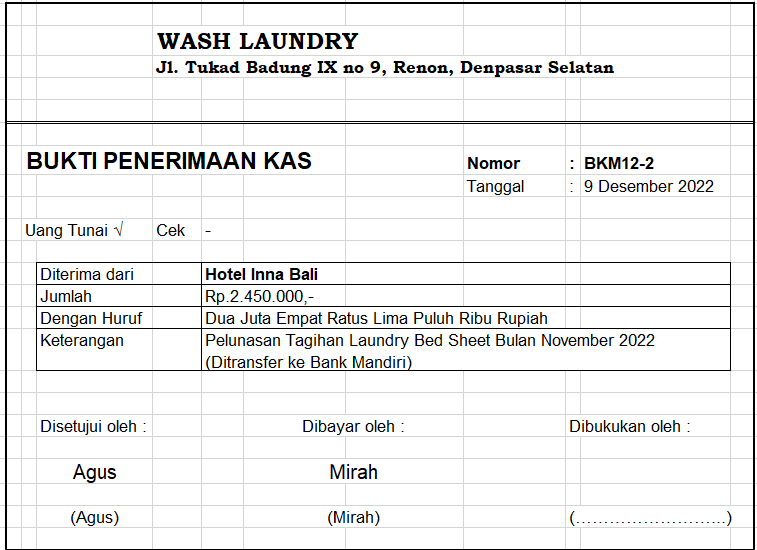 WASH LAUNDRY
Jl. Tukad Badung IX no 9, Renon, Denpasar Selatan
BUKTI PENERIMAAN KAS
Nomor : BKM12-2
Tanggal : 9 Desember 2022
Uang Tunai √ Cek -
Diterima dari Hotel Inna Bali
Jumlah Rp.2.450.000,-
Dengan Huruf Dua Juta Empat Ratus Lima Puluh Ribu Rupiah
Keterangan Pelunasan Tagihan Laundry Bed Sheet Bulan November 2022
(Ditransfer ke Bank Mandiri)
Disetujui oleh : Dibayar oleh : Dibukukan oleh :
Agus Mirah
(Agus) (Mirah) (……………………..)